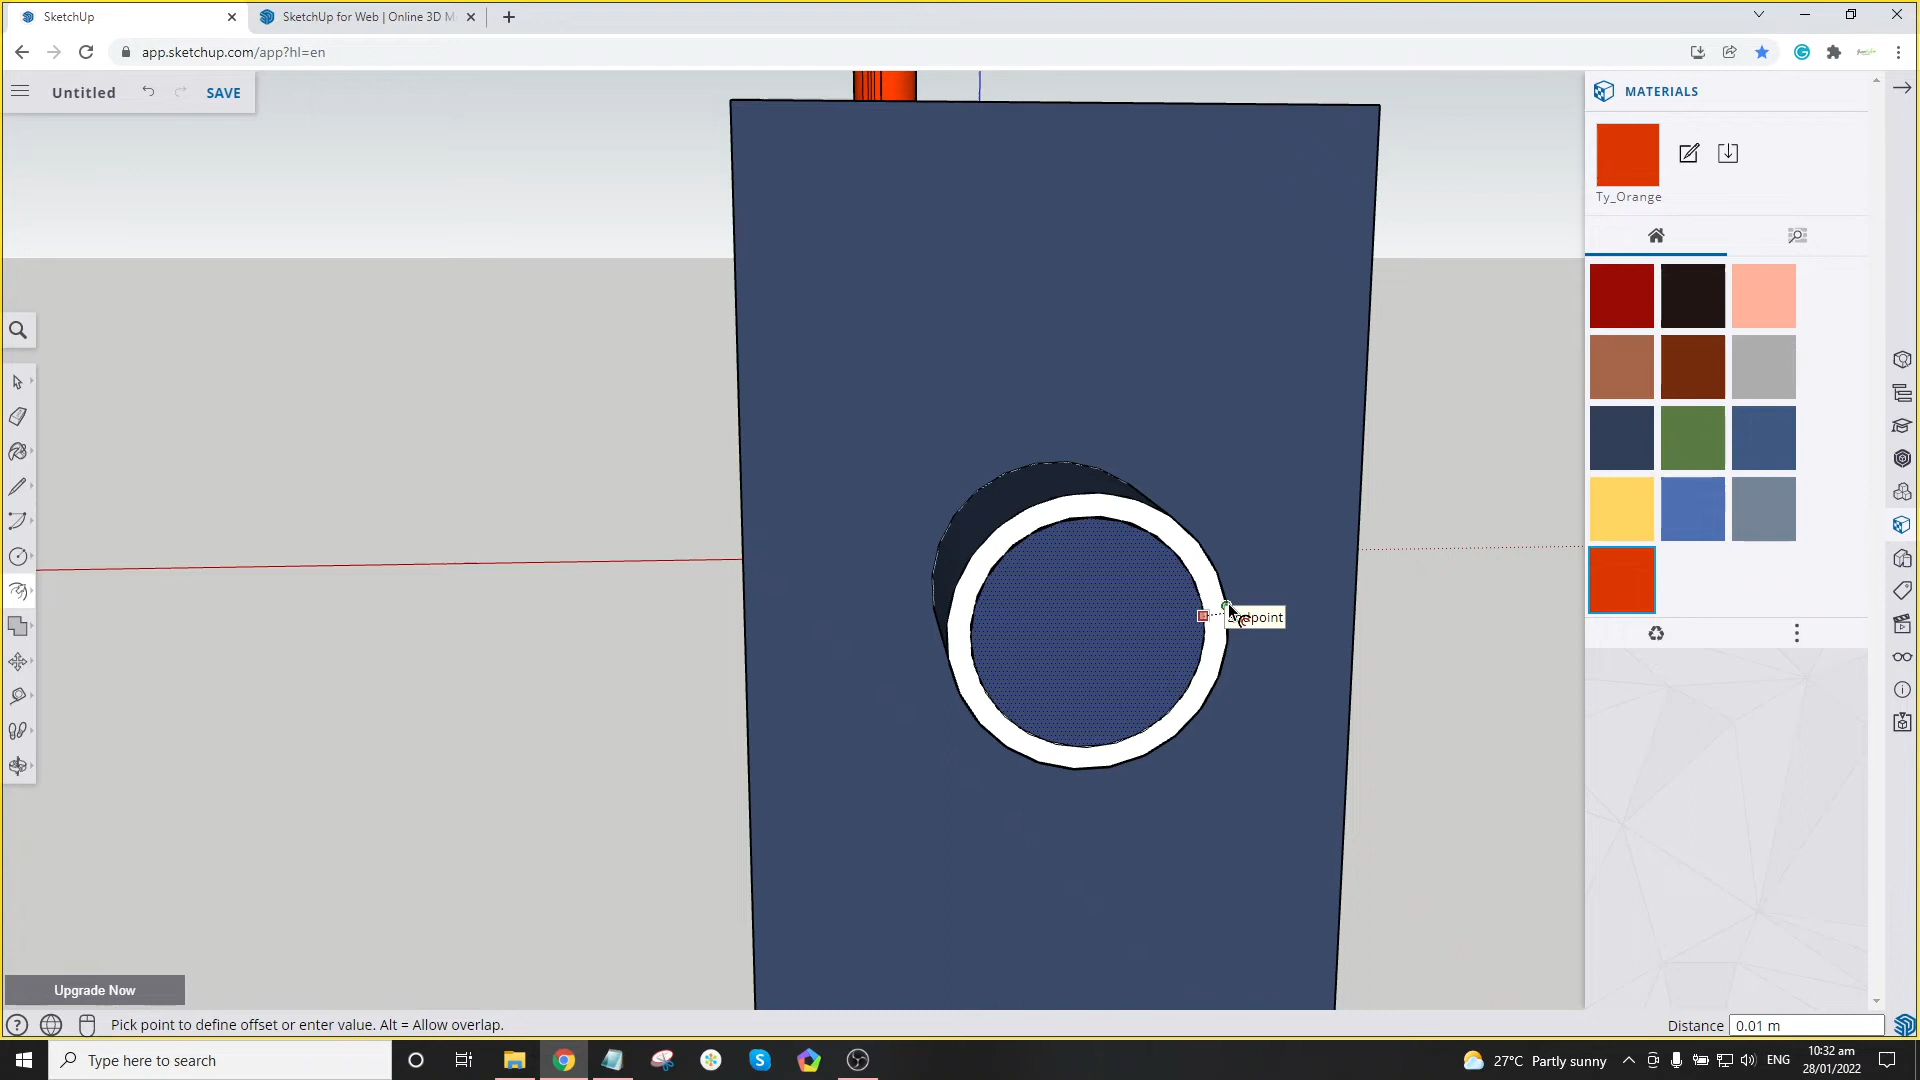 SketchUp
SketchUp for Web | Online 3D M
app.sketchup.com/app?hl=en
Untitled
SAVE
MATERIALS
Ty_Orange
Upgrade Now
Pick point to define offset or enter value. Alt = Allow overlap.
Distance
0.01 m
Type here to search
27°C Partly sunny
ENG
10:32 am
28/01/2022